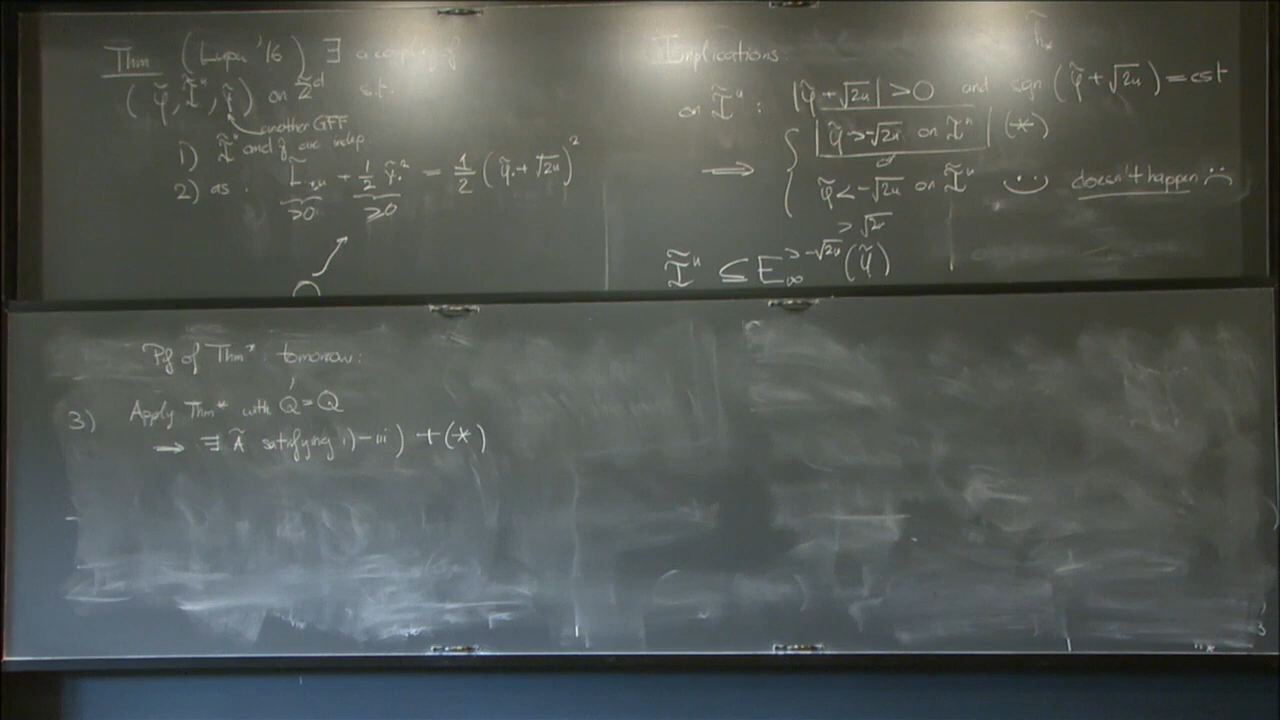 Thm (Lupu '16) ∃ a coupling of
(φ̃, Ĩᵘ, γ̃) on Z̃ᵈ s.t.
another GFF
1) Ĩᵘ and γ̃ are indep
2) a.s. L̃.,u + 1/2 γ̃.² = 1/2 (φ̃. + √2u)²
≥0 ≥0
Implications:
h̃*
on Ĩᵘ : |φ̃ + √2u| > 0 and sign (φ̃ + √2u) = cst
⟹ { φ̃ > -√2u on Ĩᵘ (*)
or
φ̃ < -√2u on Ĩᵘ doesn't happen
> √2u
Ĩᵘ ⊆ E∞^{>-√2u}(φ̃)
Pf of Thm* tomorrow:
3) Apply Thm* with Q = Q
⟹ ∃ Ã satisfying i)-iii) + (*)